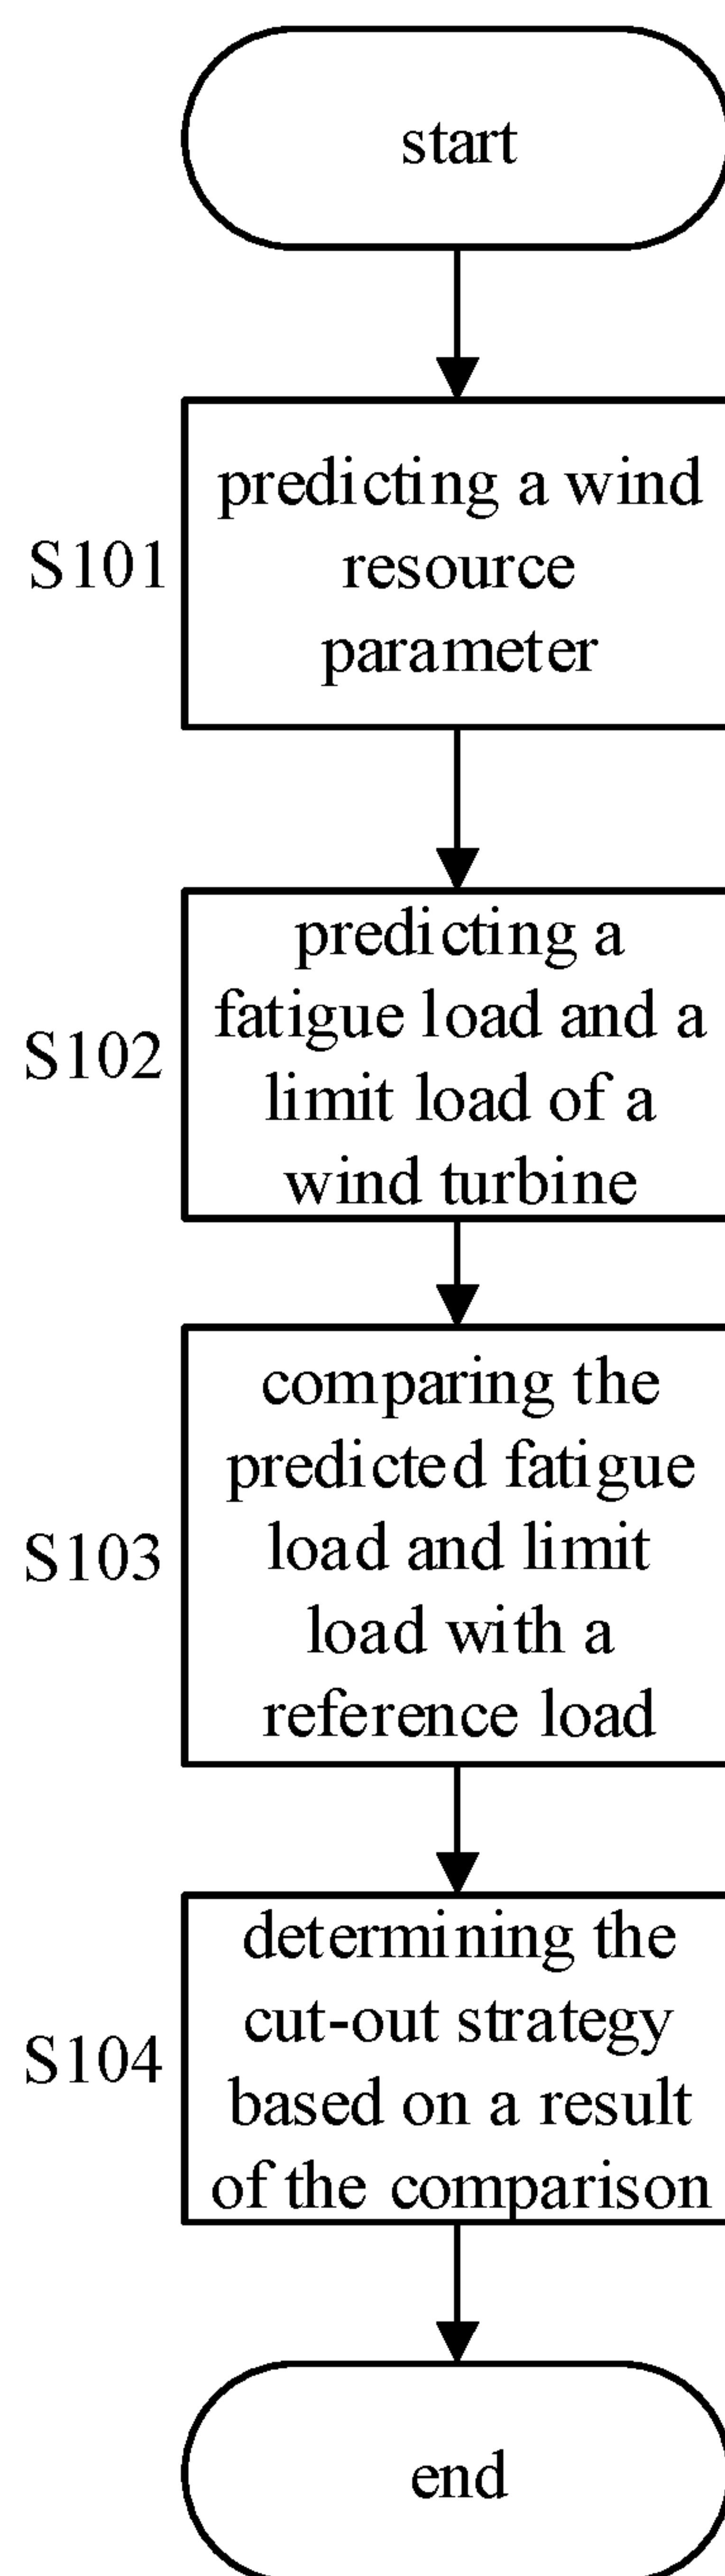 start
predicting a wind
S101
resource
parameter
predicting a
fatigue load and a
S102
limit load of a
wind turbine
comparing the
predicted fatigue
S103
load and limit
load with a
reference load
determining the
cut-out strategy
S104
based on a result
of the comparison
end